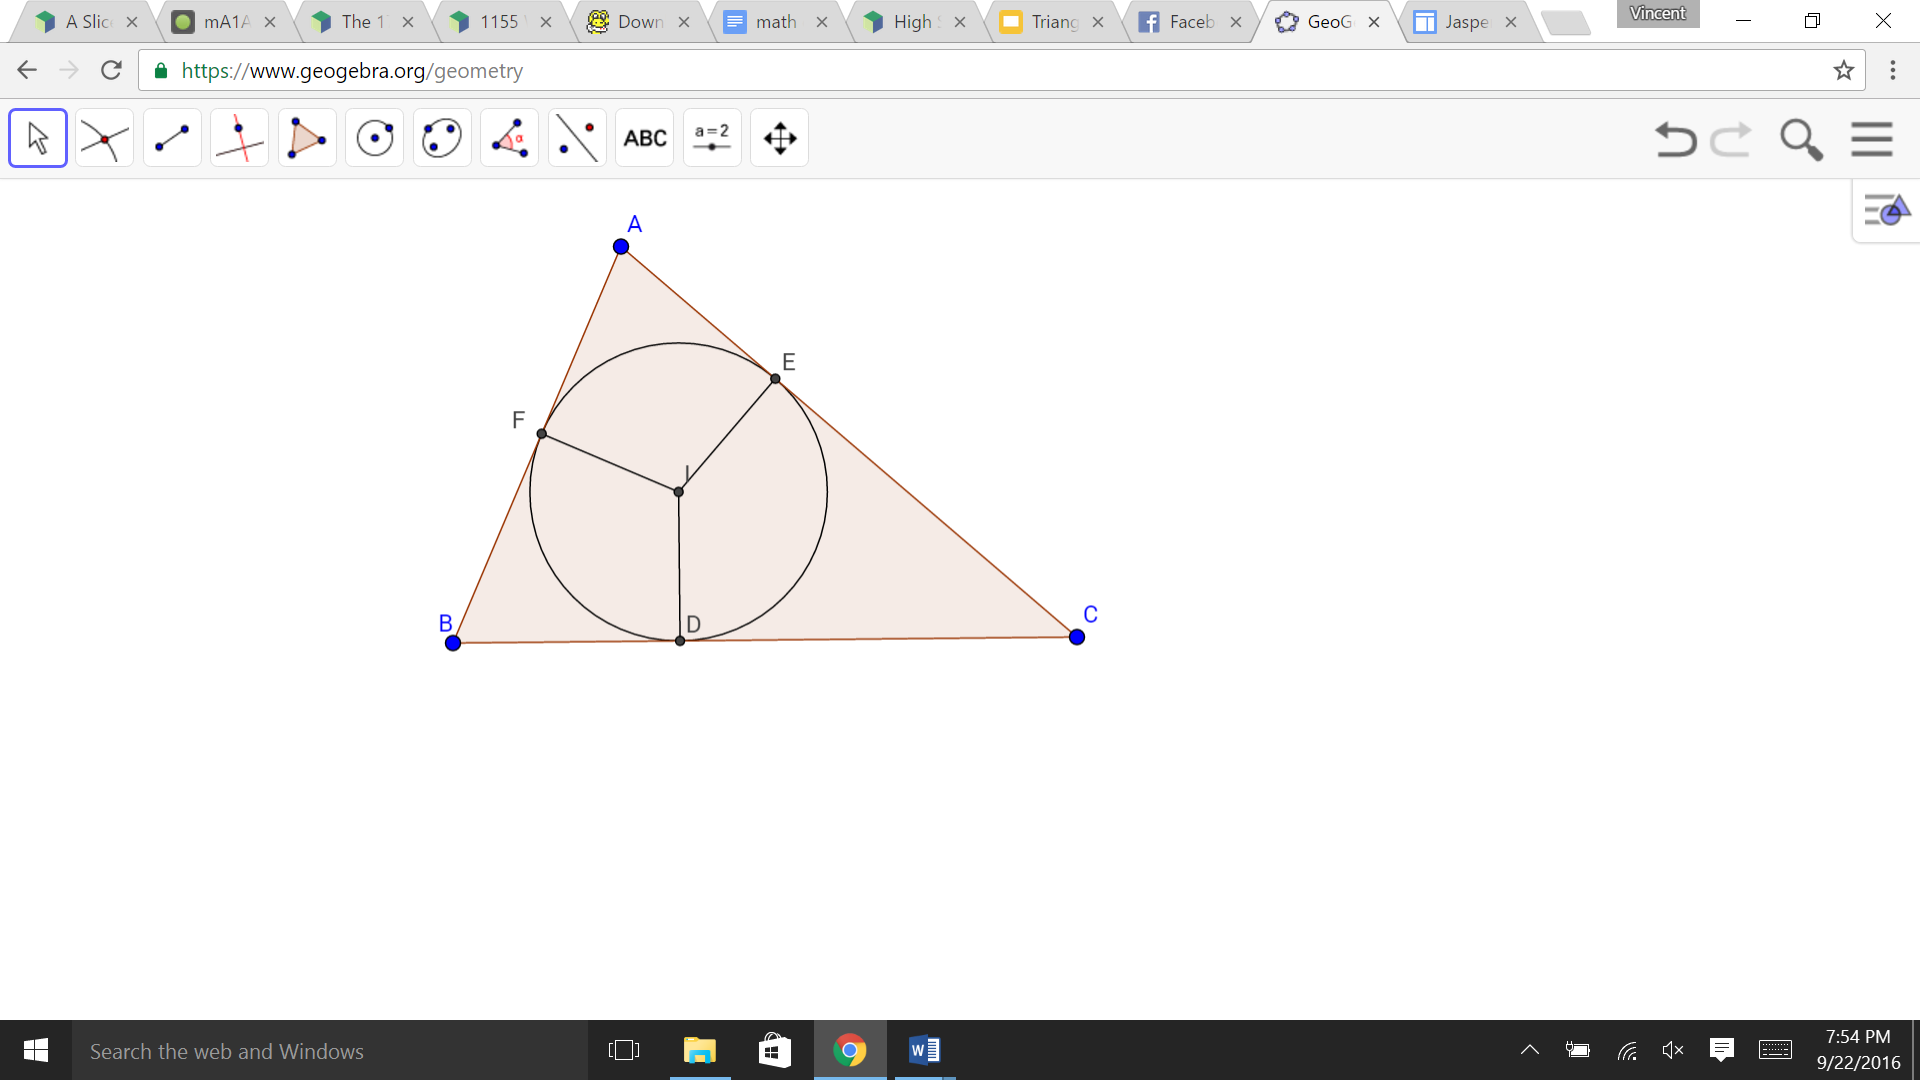 A Slic mA1A The 1 1155 Down math High Triang Faceb GeoG Jaspe Vincent
https://www.geogebra.org/geometry
α ABC a=2
A
E
F
I
B D C
Search the web and Windows
7:54 PM
9/22/2016